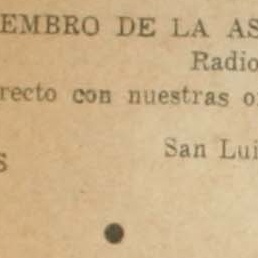 EMBRO DE LA AS
Radio
recto con nuestras o
San Lui
S